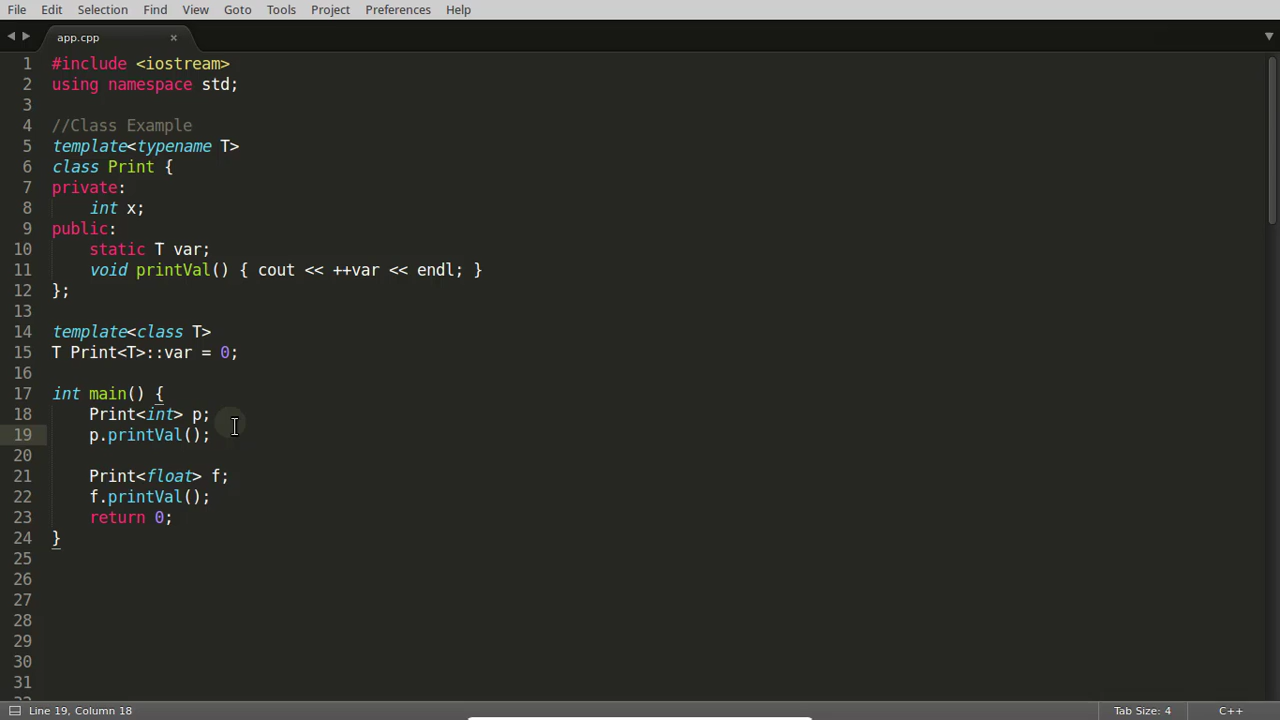 File Edit Selection Find View Goto Tools Project Preferences Help
app.cpp ×
1 #include <iostream>
2 using namespace std;
3
4 //Class Example
5 template<typename T>
6 class Print {
7 private:
8     int x;
9 public:
10     static T var;
11     void printVal() { cout << ++var << endl; }
12 };
13
14 template<class T>
15 T Print<T>::var = 0;
16
17 int main() {
18     Print<int> p;
19     p.printVal();
20
21     Print<float> f;
22     f.printVal();
23     return 0;
24 }
25
26
27
28
29
30
31
Line 19, Column 18 Tab Size: 4 C++